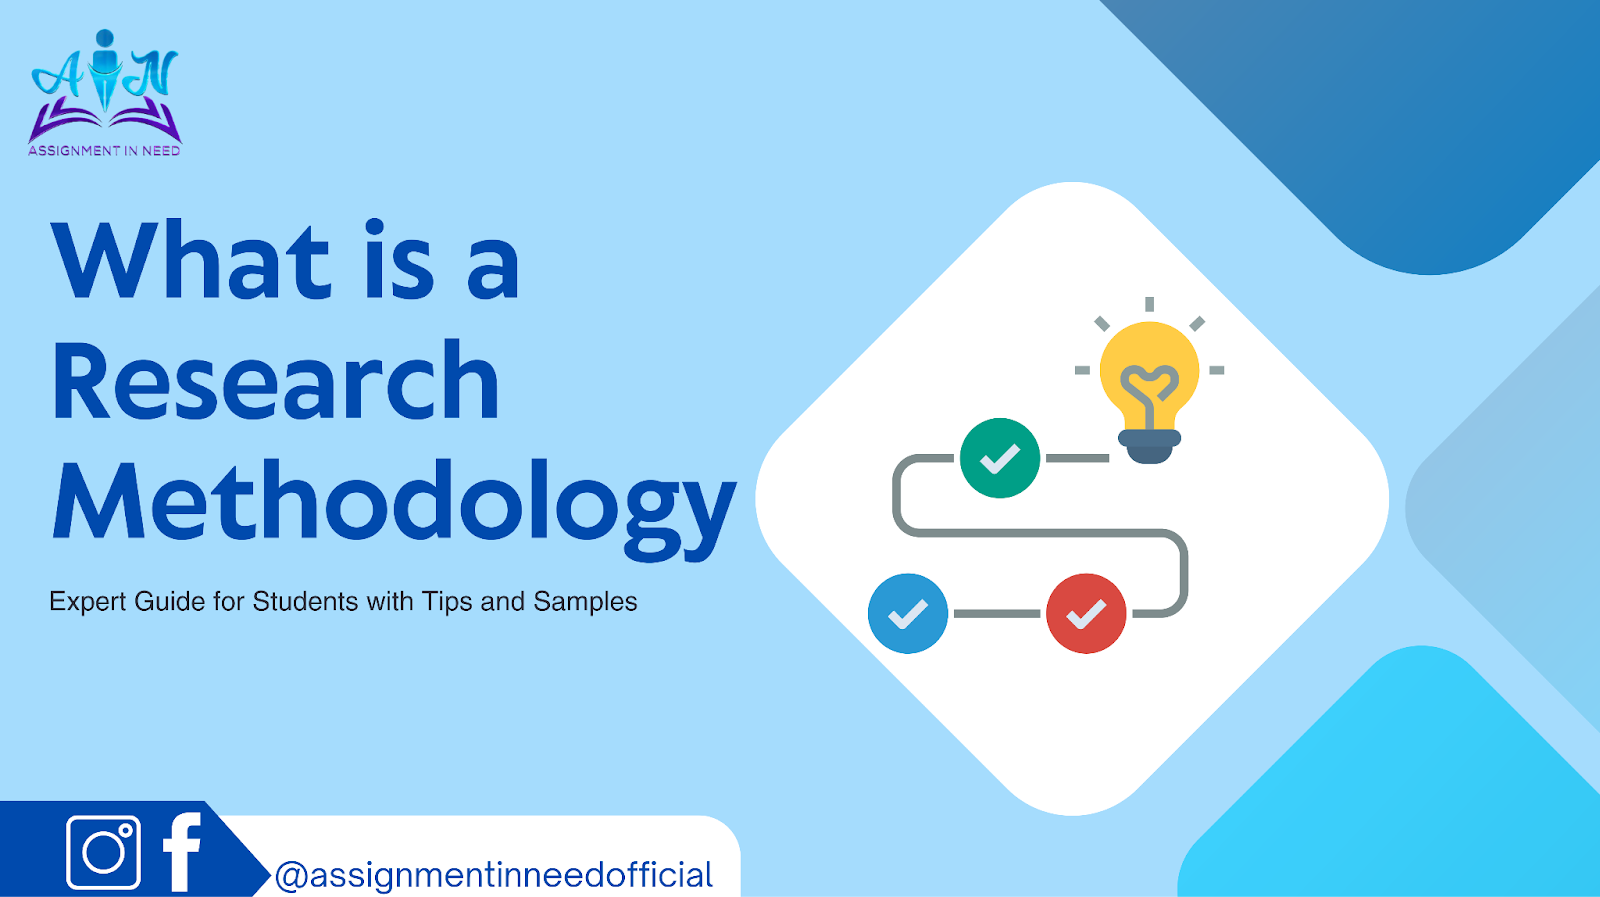 AIN
ASSIGNMENT IN NEED
What is a
Research
Methodology
Expert Guide for Students with Tips and Samples
@assignmentinneedofficial